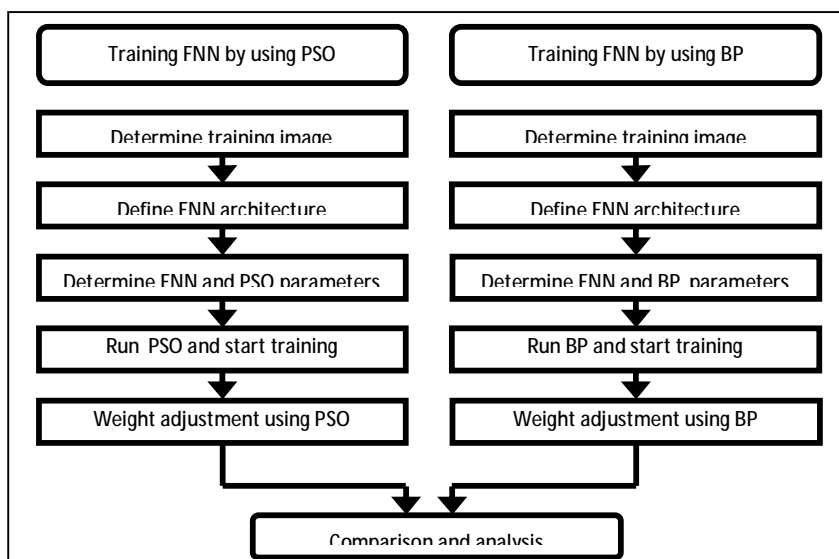 Training FNN by using PSO
Determine training image
Define FNN architecture
Determine FNN and PSO parameters
Run PSO and start training
Weight adjustment using PSO
Training FNN by using BP
Determine training image
Define FNN architecture
Determine FNN and BP parameters
Run BP and start training
Weight adjustment using BP
Comparison and analysis